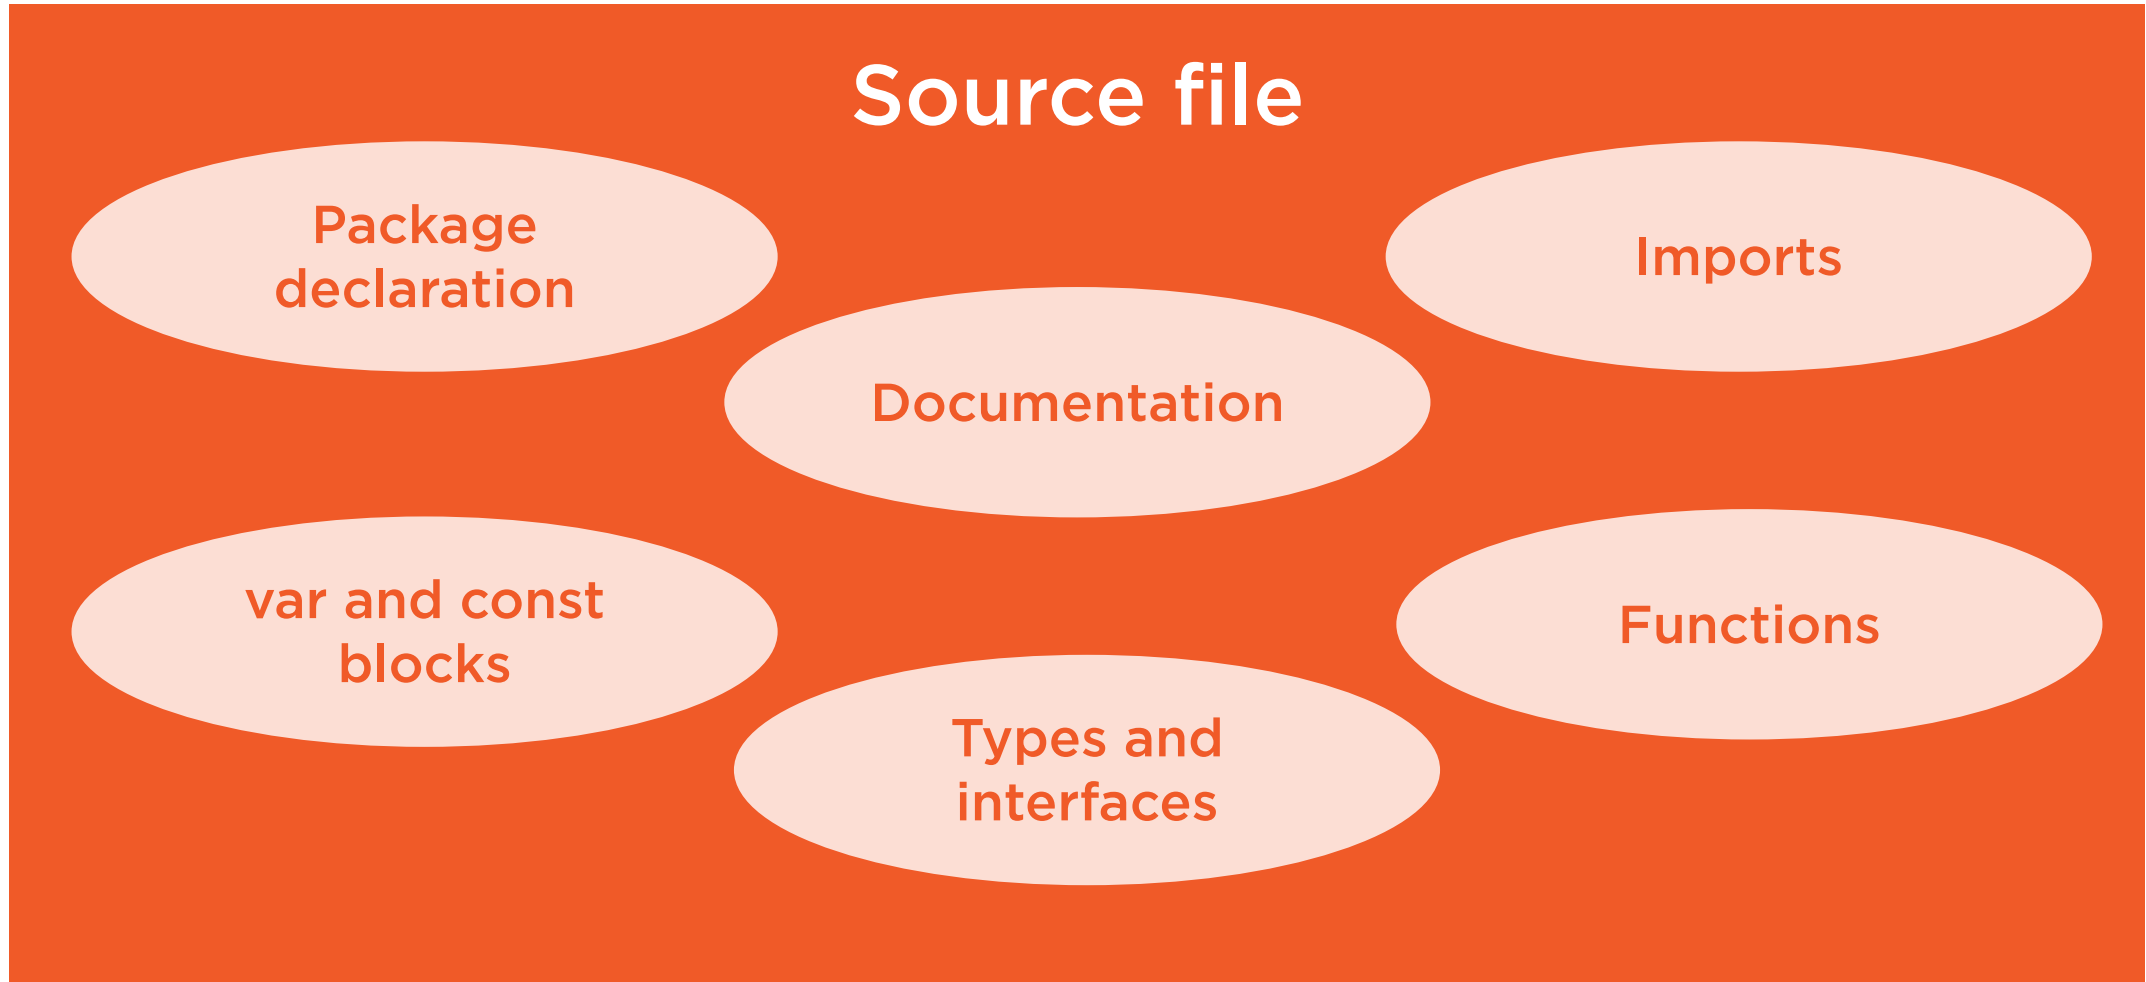 Source file
Package
declaration
Imports
Documentation
var and const
blocks
Functions
Types and
interfaces